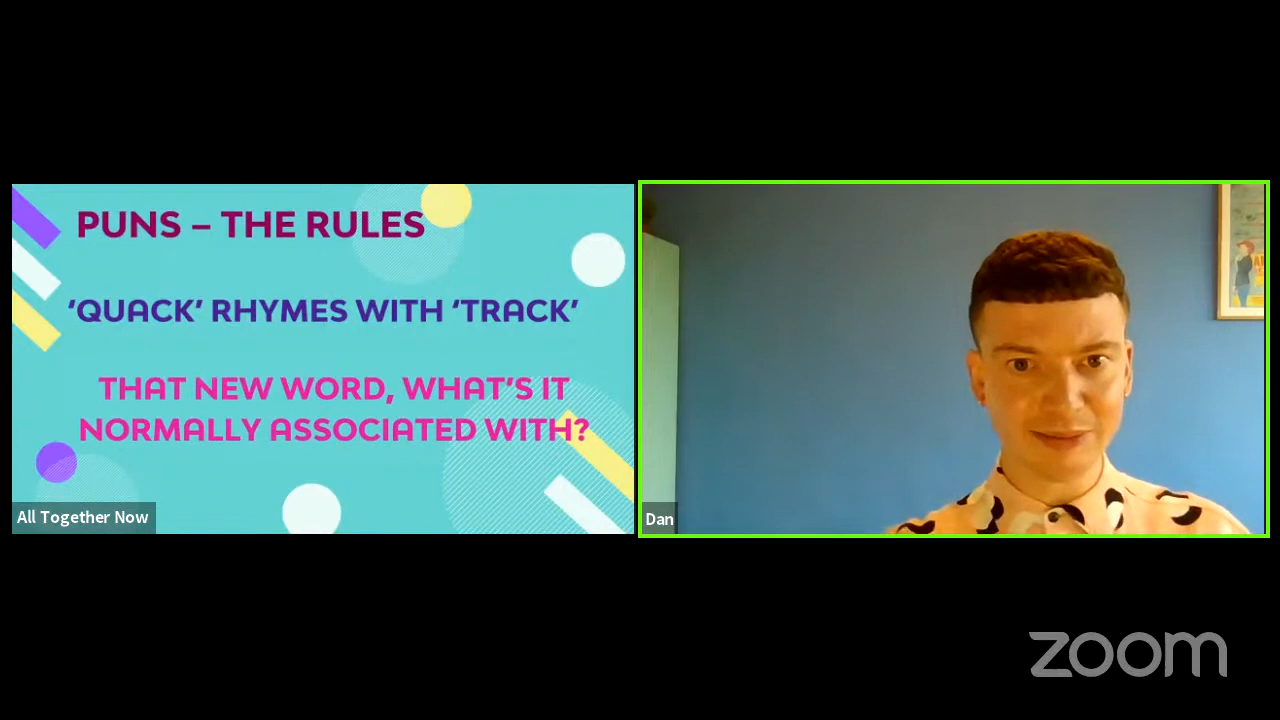 PUNS – THE RULES
‘QUACK’ RHYMES WITH ‘TRACK’
THAT NEW WORD, WHAT’S IT
NORMALLY ASSOCIATED WITH?
All Together Now
Dan
zoom